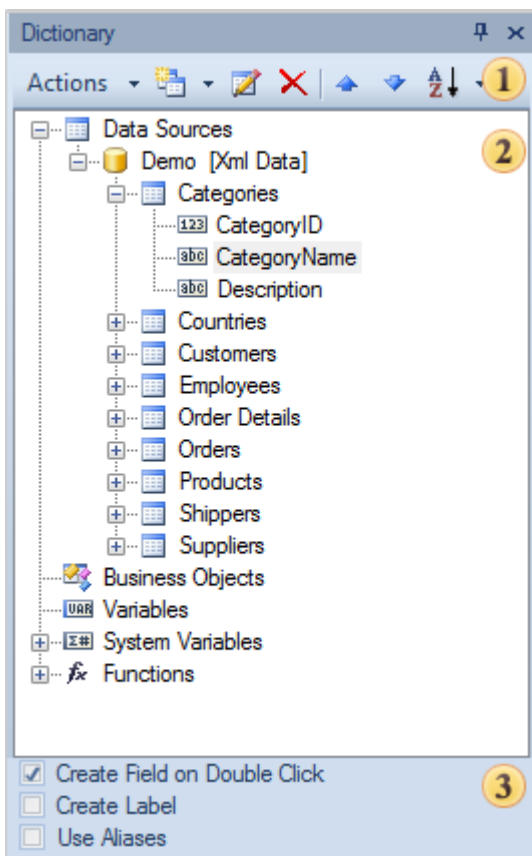 Dictionary
Actions 1
2
Data Sources
Demo [Xml Data]
Categories
123 CategoryID
abc CategoryName
abc Description
Countries
Customers
Employees
Order Details
Orders
Products
Shippers
Suppliers
Business Objects
VAR Variables
Σ# System Variables
fx Functions
Create Field on Double Click
3
Create Label
Use Aliases